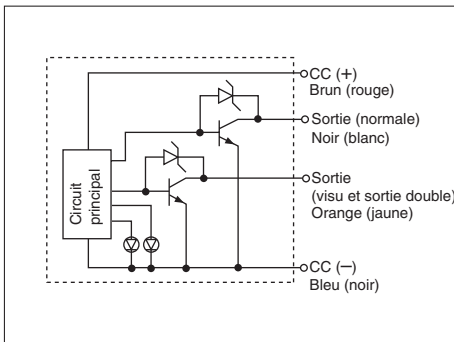 CC (+)
Brun (rouge)
Sortie (normale)
Noir (blanc)
Sortie
(visu et sortie double)
Orange (jaune)
Circuit
principal
CC (—)
Bleu (noir)